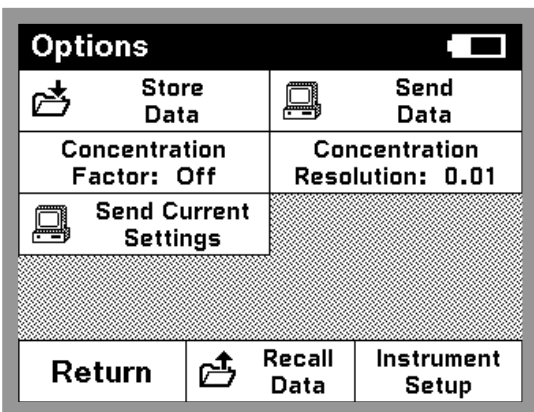 Options
Store
Data
Send
Data
Concentration
Factor: Off
Concentration
Resolution: 0.01
Send Current
Settings
Return
Recall
Data
Instrument
Setup